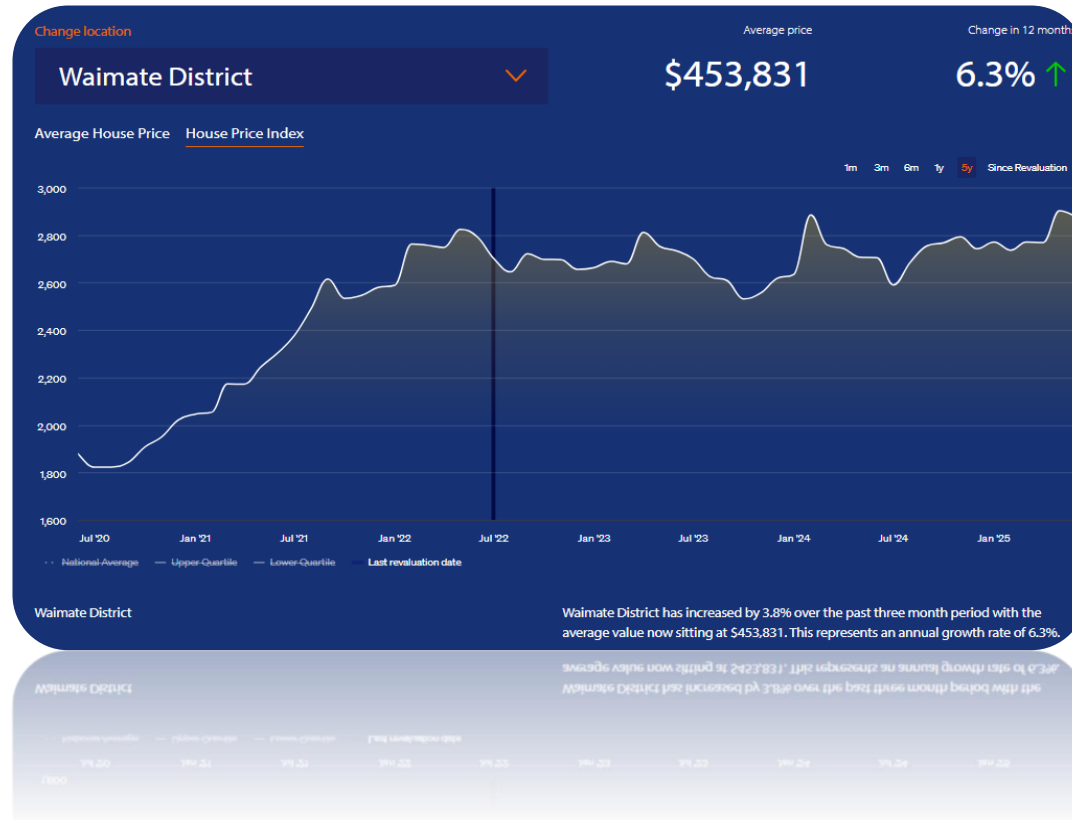 Change location
Average price
Change in 12 months
Waimate District
$453,831
6.3%
Average House Price
House Price Index
1m 3m 6m 1y 5y Since Revaluation
3,000
2,800
2,600
2,400
2,200
2,000
1,800
1,600
Jul '20 Jan '21 Jul '21 Jan '22 Jul '22 Jan '23 Jul '23 Jan '24 Jul '24 Jan '25
National Average Upper Quartile Lower Quartile Last revaluation date
Waimate District
Waimate District has increased by 3.8% over the past three month period with the
average value now sitting at $453,831. This represents an annual growth rate of 6.3%.